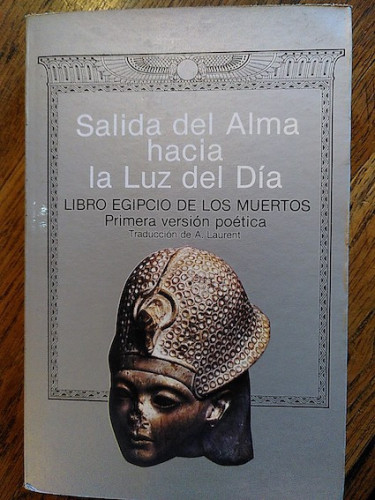 Salida del Alma
hacia
la Luz del Día
LIBRO EGIPCIO DE LOS MUERTOS
Primera versión poética
Traducción de A. Laurent